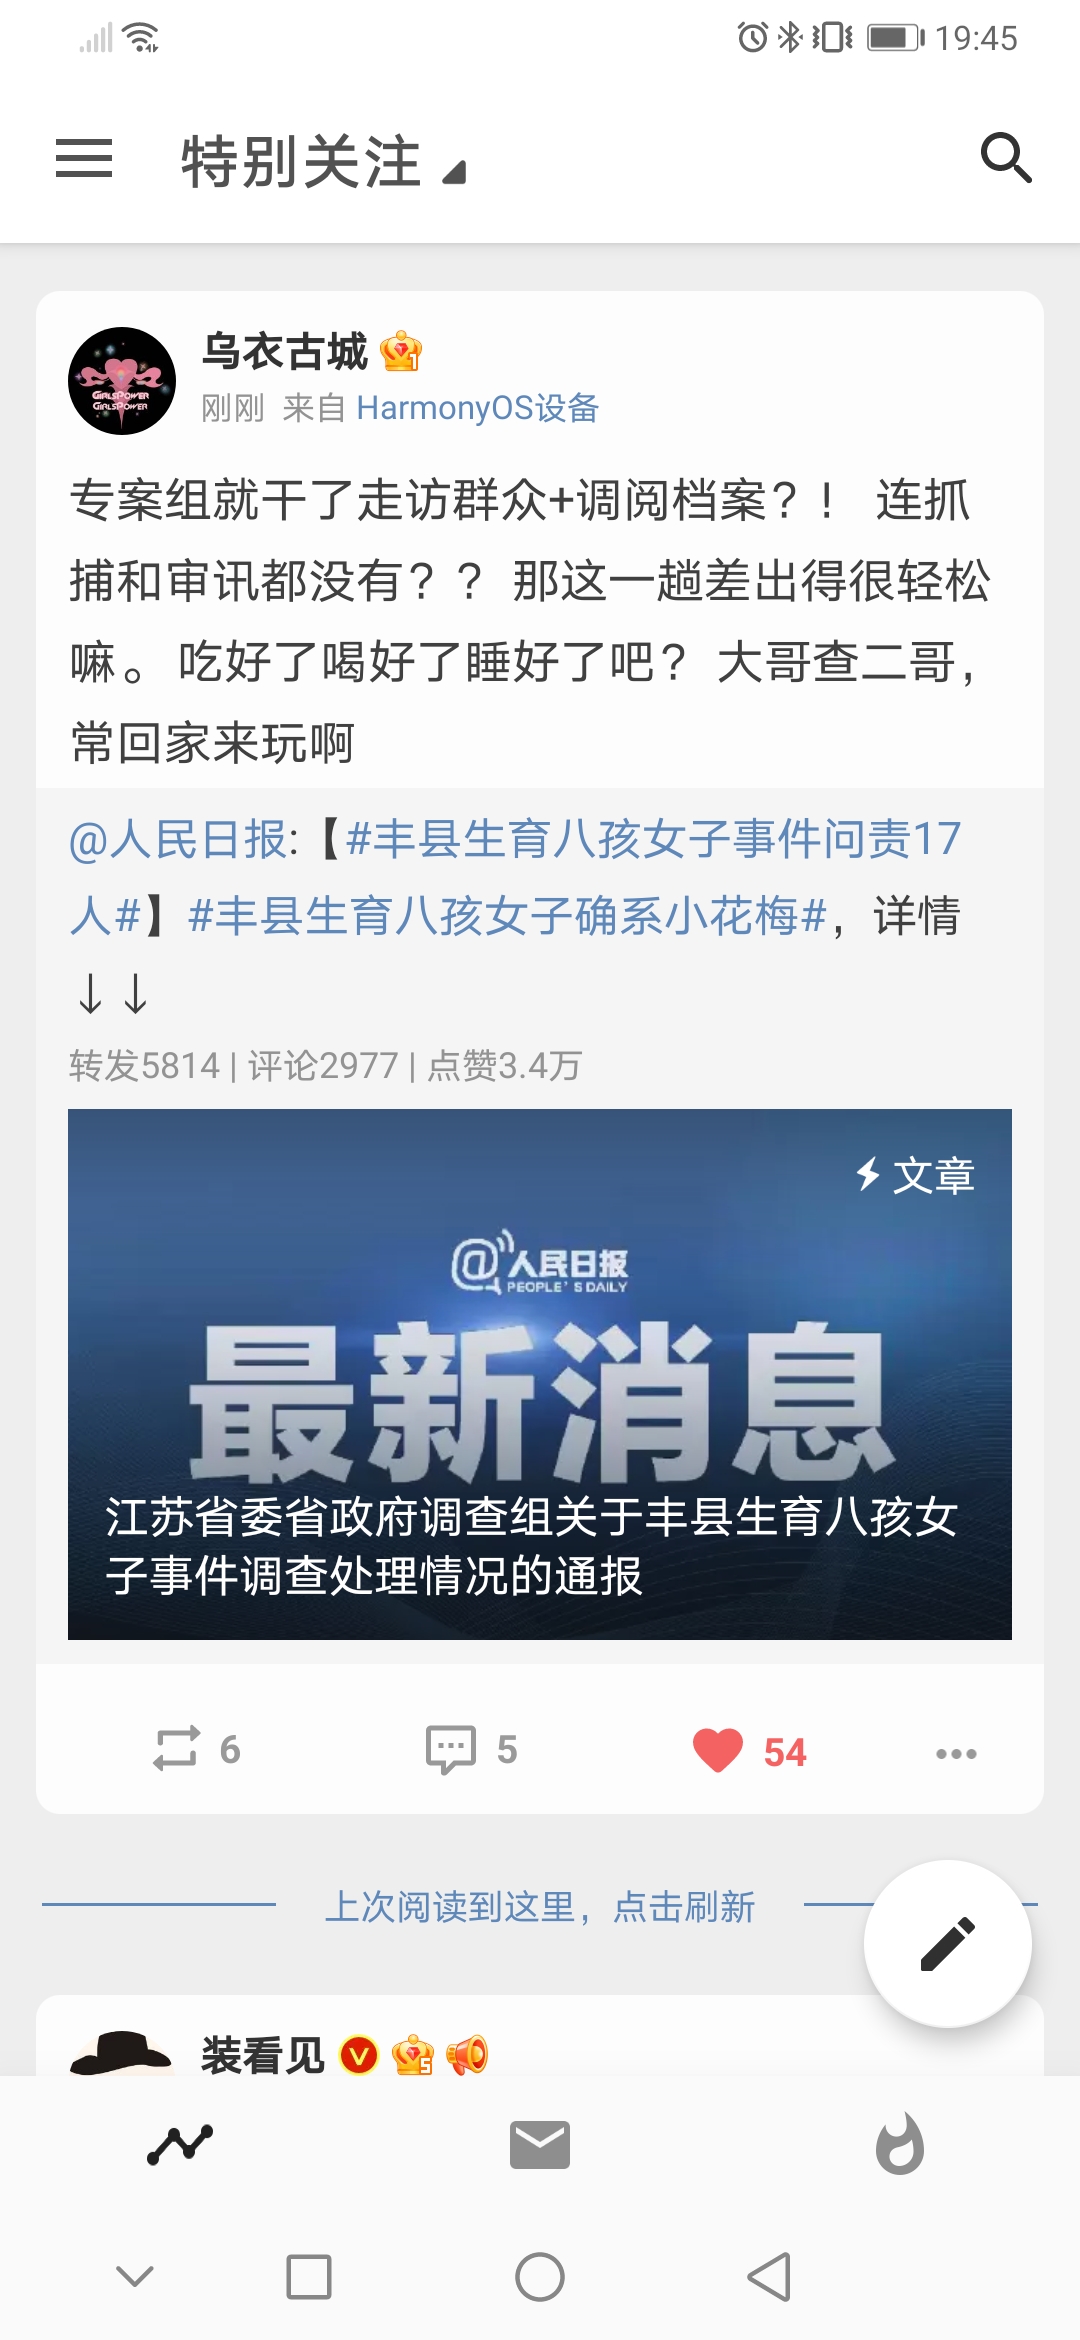 19:45
特别关注
乌衣古城
刚刚 来自 HarmonyOS设备
专案组就干了走访群众+调阅档案？！ 连抓
捕和审讯都没有？？ 那这一趟差出得很轻松
嘛。 吃好了喝好了睡好了吧？ 大哥查二哥，
常回家来玩啊
@人民日报:【#丰县生育八孩女子事件问责17
人#】#丰县生育八孩女子确系小花梅#，详情
↓↓
转发5814 | 评论2977 | 点赞3.4万
文章
@人民日报
PEOPLE'S DAILY
最新消息
江苏省委省政府调查组关于丰县生育八孩女
子事件调查处理情况的通报
6
5
54
上次阅读到这里，点击刷新
装看见
GIRLSPOWER
GIRLSPOWER